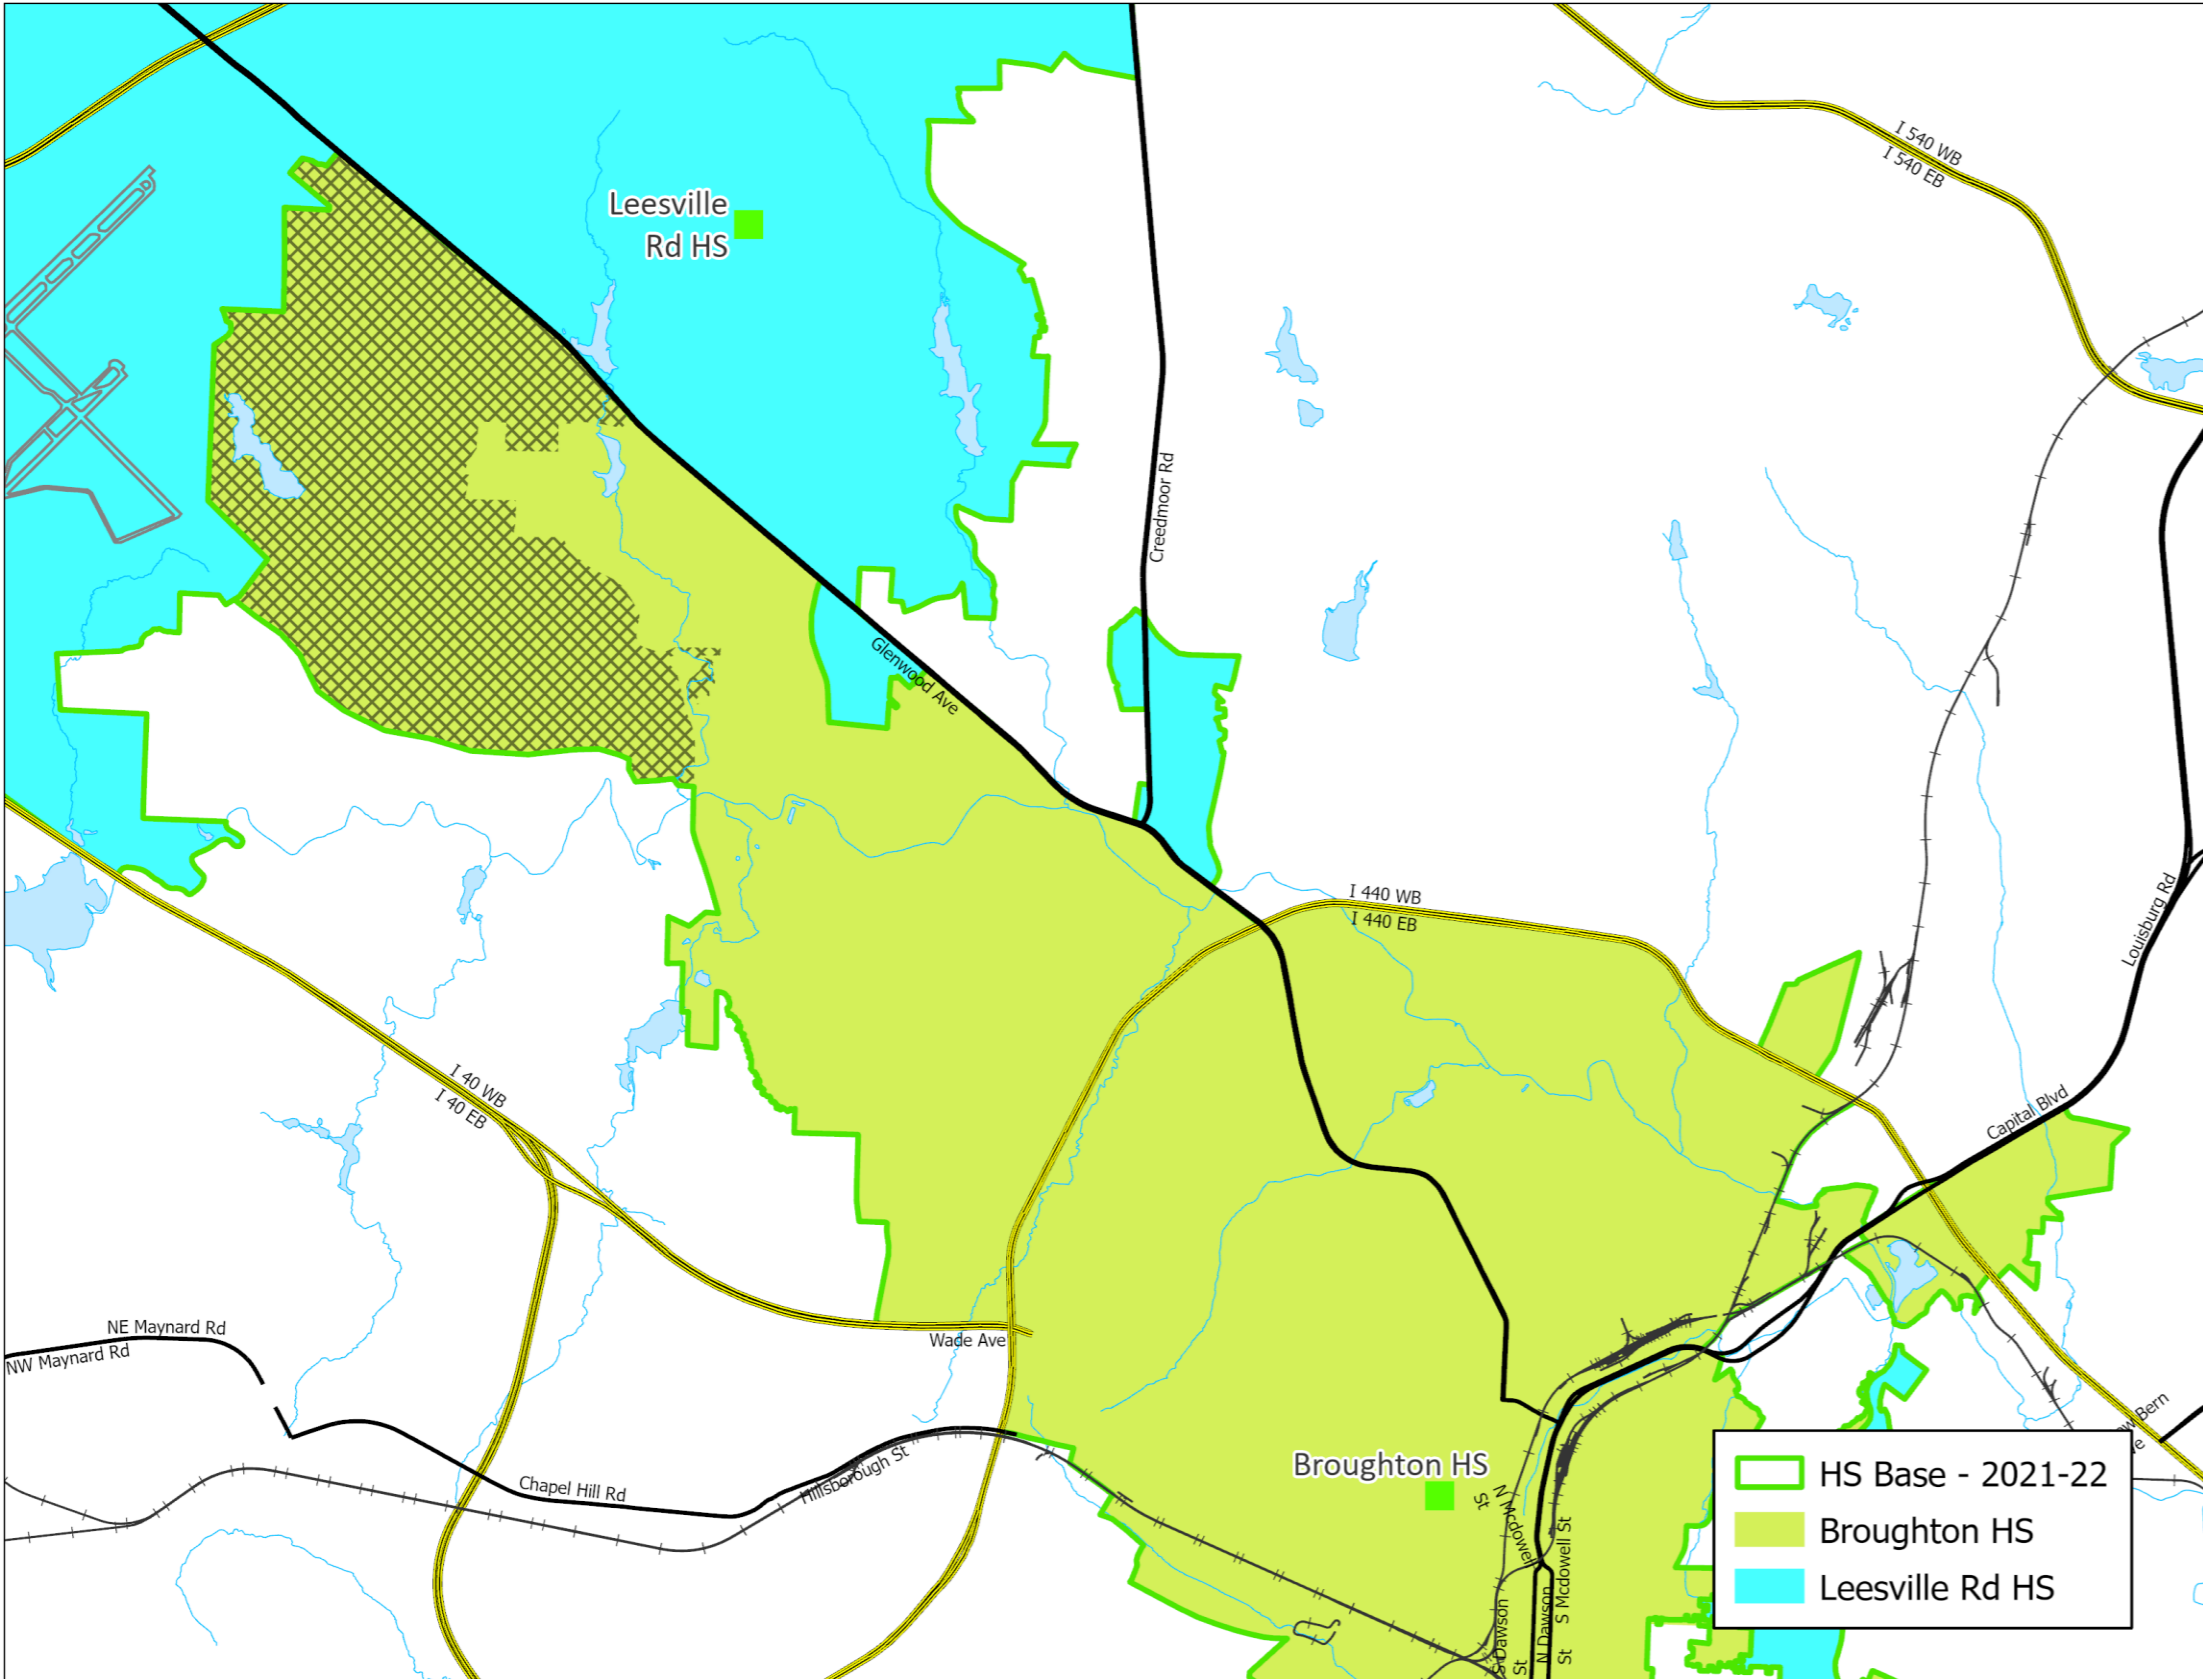 I 540 WB
I 540 EB
Leesville
Rd HS
Creedmoor Rd
Glenwood Ave
I 440 WB
I 440 EB
Louisburg Rd
I 40 WB
I 40 EB
Capital Blvd
NE Maynard Rd
NW Maynard Rd
Wade Ave
Chapel Hill Rd
Hillsborough St
Broughton HS
N Mcdowell
St
S Mcdowell St
S Dawson
St
N Dawson
St
Bern
HS Base - 2021-22
Broughton HS
Leesville Rd HS